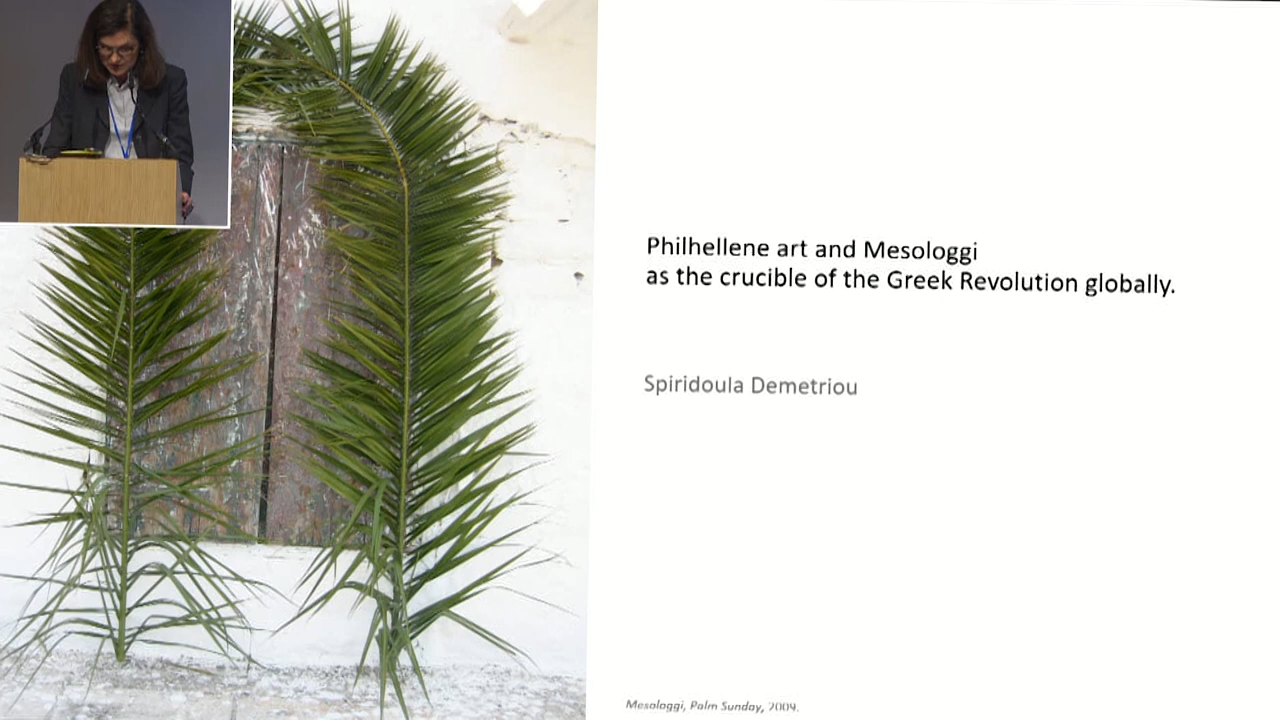 Philhellene art and Mesologgi
as the crucible of the Greek Revolution globally.
Spiridoula Demetriou
Mesologgi, Palm Sunday, 2009.